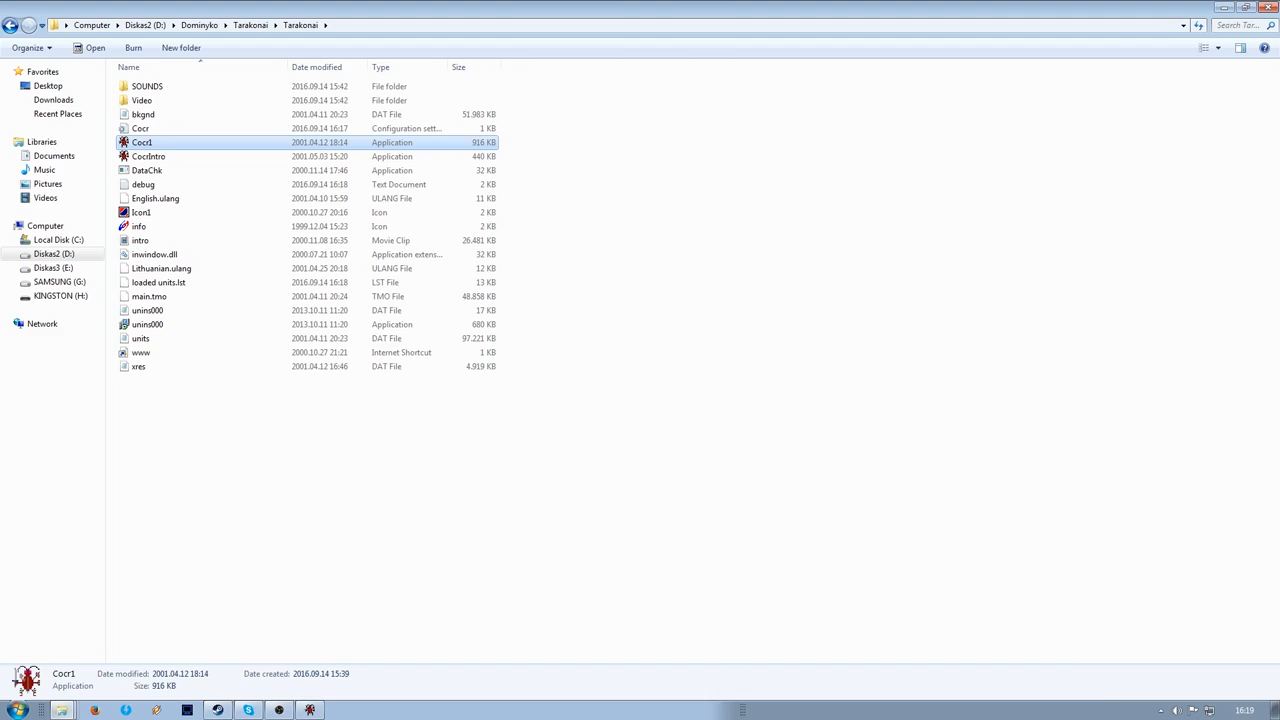 Computer Diskas2 (D:) Dominyko Tarakonai Tarakonai Search Tar...
Organize Open Burn New folder
Name Date modified Type Size
Favorites
Desktop
Downloads
Recent Places
Libraries
Documents
Music
Pictures
Videos
Computer
Local Disk (C:)
Diskas2 (D:)
Diskas3 (E:)
SAMSUNG (G:)
KINGSTON (H:)
Network
SOUNDS 2016.09.14 15:42 File folder
Video 2016.09.14 15:42 File folder
bkgnd 2001.04.11 20:23 DAT File 51.983 KB
Cocr 2016.09.14 16:17 Configuration sett... 1 KB
Cocr1 2001.04.12 18:14 Application 916 KB
CocrIntro 2001.05.03 15:20 Application 440 KB
DataChk 2000.11.14 17:46 Application 32 KB
debug 2016.09.14 16:18 Text Document 2 KB
English.ulang 2001.04.10 15:59 ULANG File 11 KB
Icon1 2000.10.27 20:16 Icon 2 KB
info 1999.12.04 15:23 Icon 2 KB
intro 2000.11.08 16:35 Movie Clip 26.481 KB
inwindow.dll 2000.07.21 10:07 Application extens... 32 KB
Lithuanian.ulang 2001.04.25 20:18 ULANG File 12 KB
loaded units.lst 2016.09.14 16:18 LST File 13 KB
main.tmo 2001.04.11 20:24 TMO File 48.858 KB
unins000 2013.10.11 11:20 DAT File 17 KB
unins000 2013.10.11 11:20 Application 680 KB
units 2001.04.11 20:23 DAT File 97.221 KB
www 2000.10.27 21:21 Internet Shortcut 1 KB
xres 2001.04.12 16:46 DAT File 4.919 KB
Cocr1 Date modified: 2001.04.12 18:14 Date created: 2016.09.14 15:39
Application Size: 916 KB
16:19